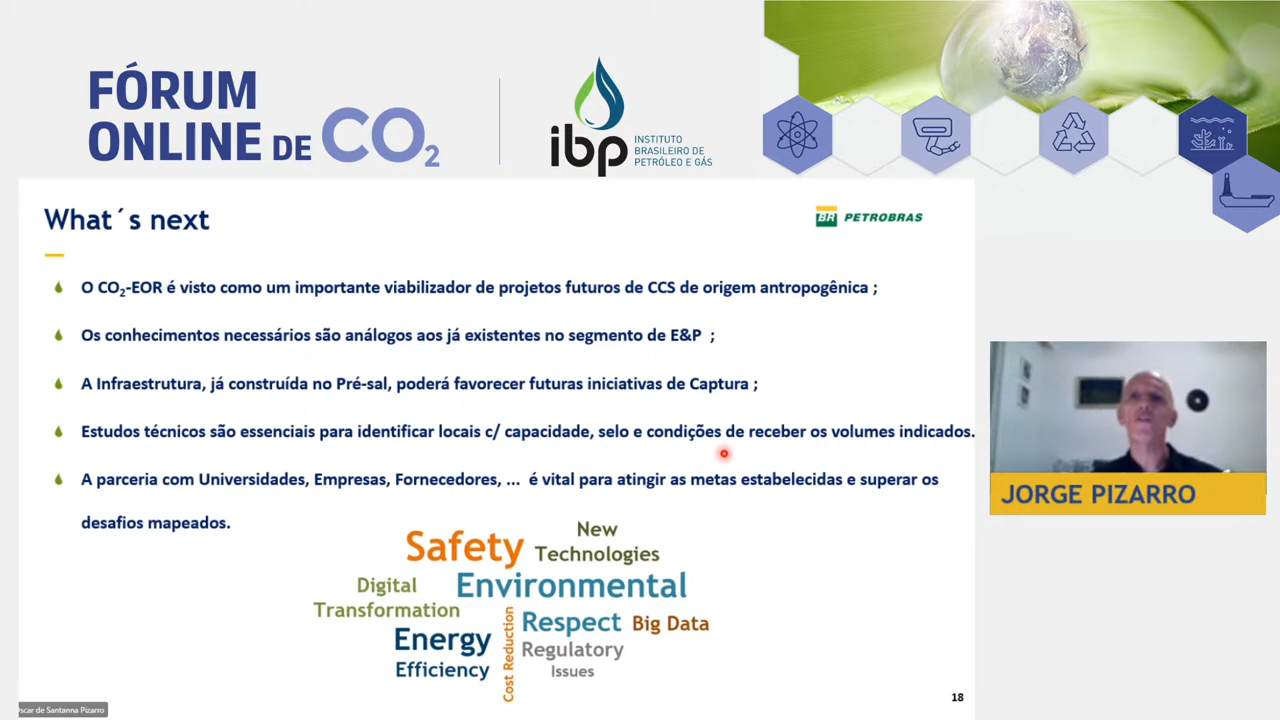 FÓRUM
ONLINE DE CO₂
ibp
INSTITUTO
BRASILEIRO DE
PETRÓLEO E GÁS
What´s next
BR PETROBRAS
O CO₂-EOR é visto como um importante viabilizador de projetos futuros de CCS de origem antropogênica ;
Os conhecimentos necessários são análogos aos já existentes no segmento de E&P ;
A Infraestrutura, já construída no Pré-sal, poderá favorecer futuras iniciativas de Captura ;
Estudos técnicos são essenciais para identificar locais c/ capacidade, selo e condições de receber os volumes indicados.
A parceria com Universidades, Empresas, Fornecedores, ... é vital para atingir as metas estabelecidas e superar os
desafios mapeados.
JORGE PIZARRO
Safety
New
Technologies
Digital
Transformation
Environmental
Respect
Big Data
Energy
Efficiency
Cost Reduction
Regulatory
Issues
18
Oscar de Santanna Pizarro